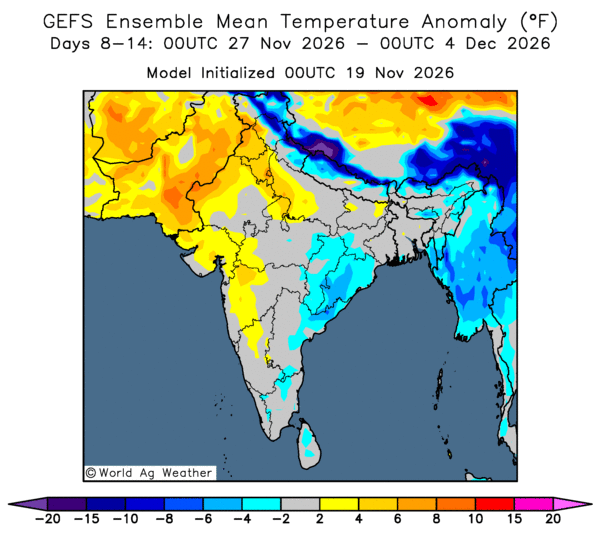 GEFS Ensemble Mean Temperature Anomaly (°F)
Days 8-14: 00UTC 27 Nov 2026 - 00UTC 4 Dec 2026
Model Initialized 00UTC 19 Nov 2026
© World Ag Weather
-20 -15 -10 -8 -6 -4 -2 2 4 6 8 10 15 20